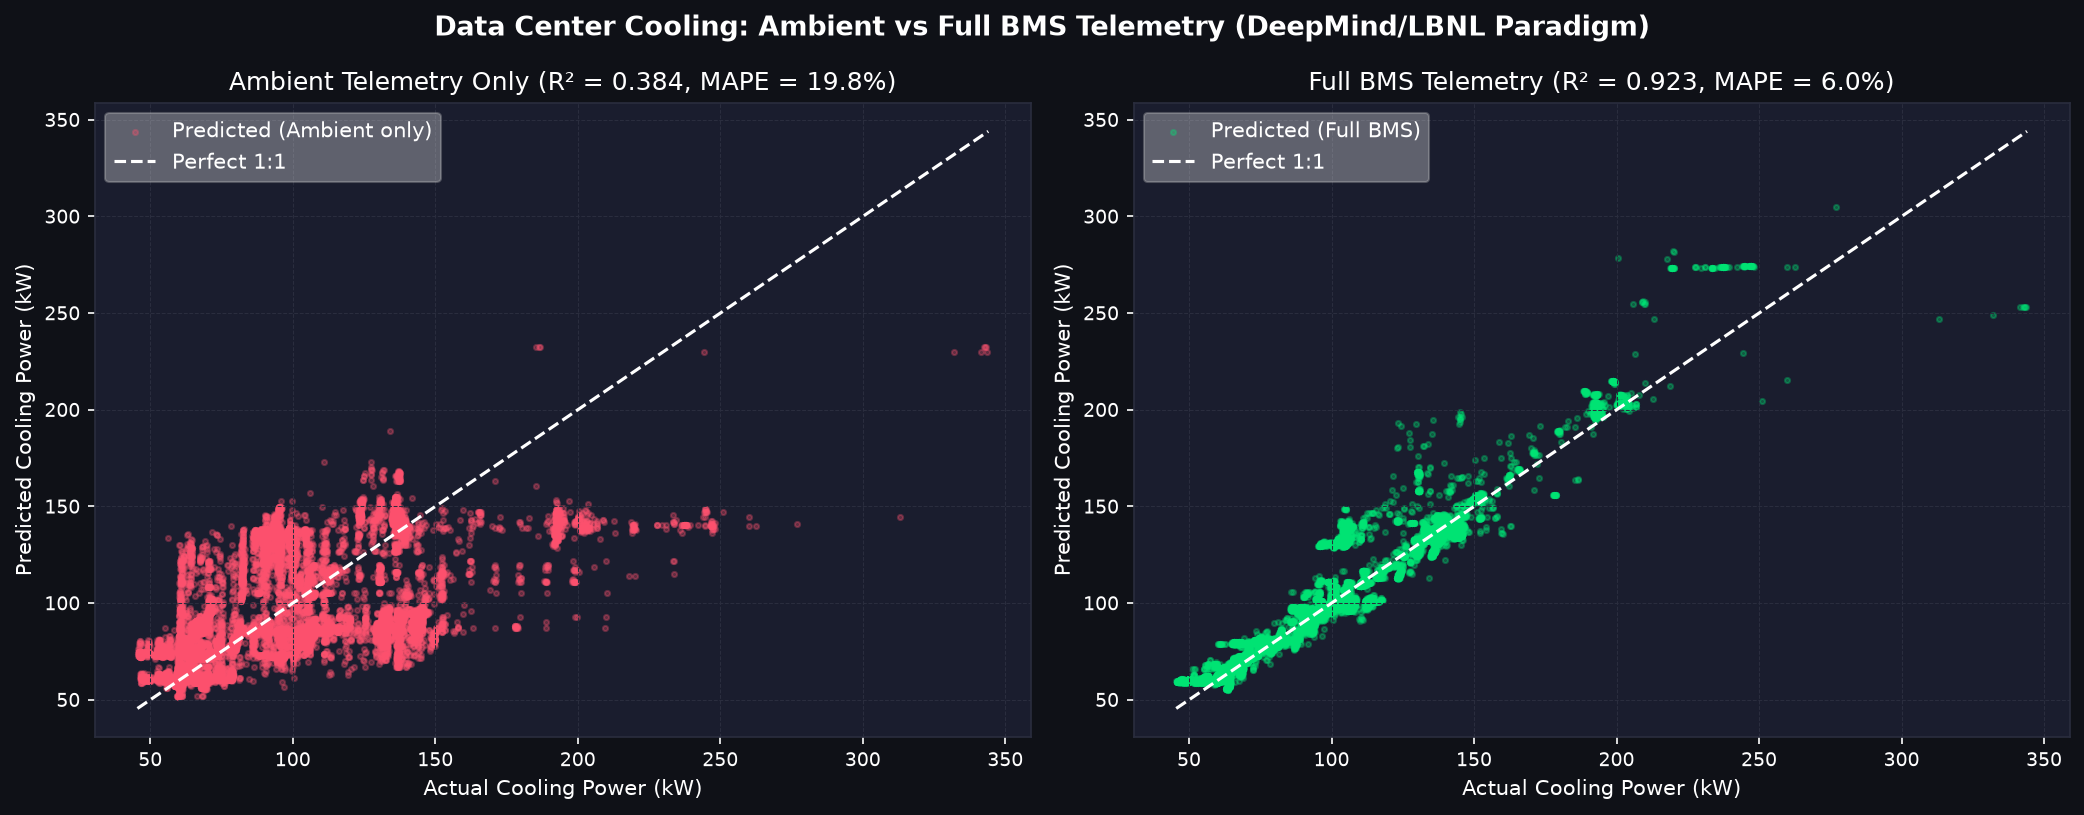 Data Center Cooling: Ambient vs Full BMS Telemetry (DeepMind/LBNL Paradigm)
Ambient Telemetry Only (R² = 0.384, MAPE = 19.8%)
Predicted (Ambient only)
Perfect 1:1
Predicted Cooling Power (kW)
350
300
250
200
150
100
50
50 100 150 200 250 300 350
Actual Cooling Power (kW)
Full BMS Telemetry (R² = 0.923, MAPE = 6.0%)
Predicted (Full BMS)
Perfect 1:1
Predicted Cooling Power (kW)
350
300
250
200
150
100
50
50 100 150 200 250 300 350
Actual Cooling Power (kW)